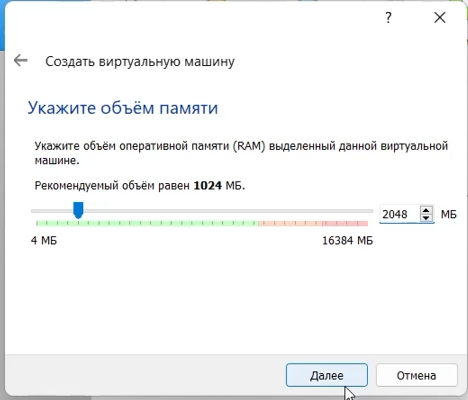 ?
Создать виртуальную машину
Укажите объём памяти
Укажите объём оперативной памяти (RAM) выделенный данной виртуальной
машине.
Рекомендуемый объём равен 1024 МБ.
2048 МБ
4 МБ 16384 МБ
Далее Отмена